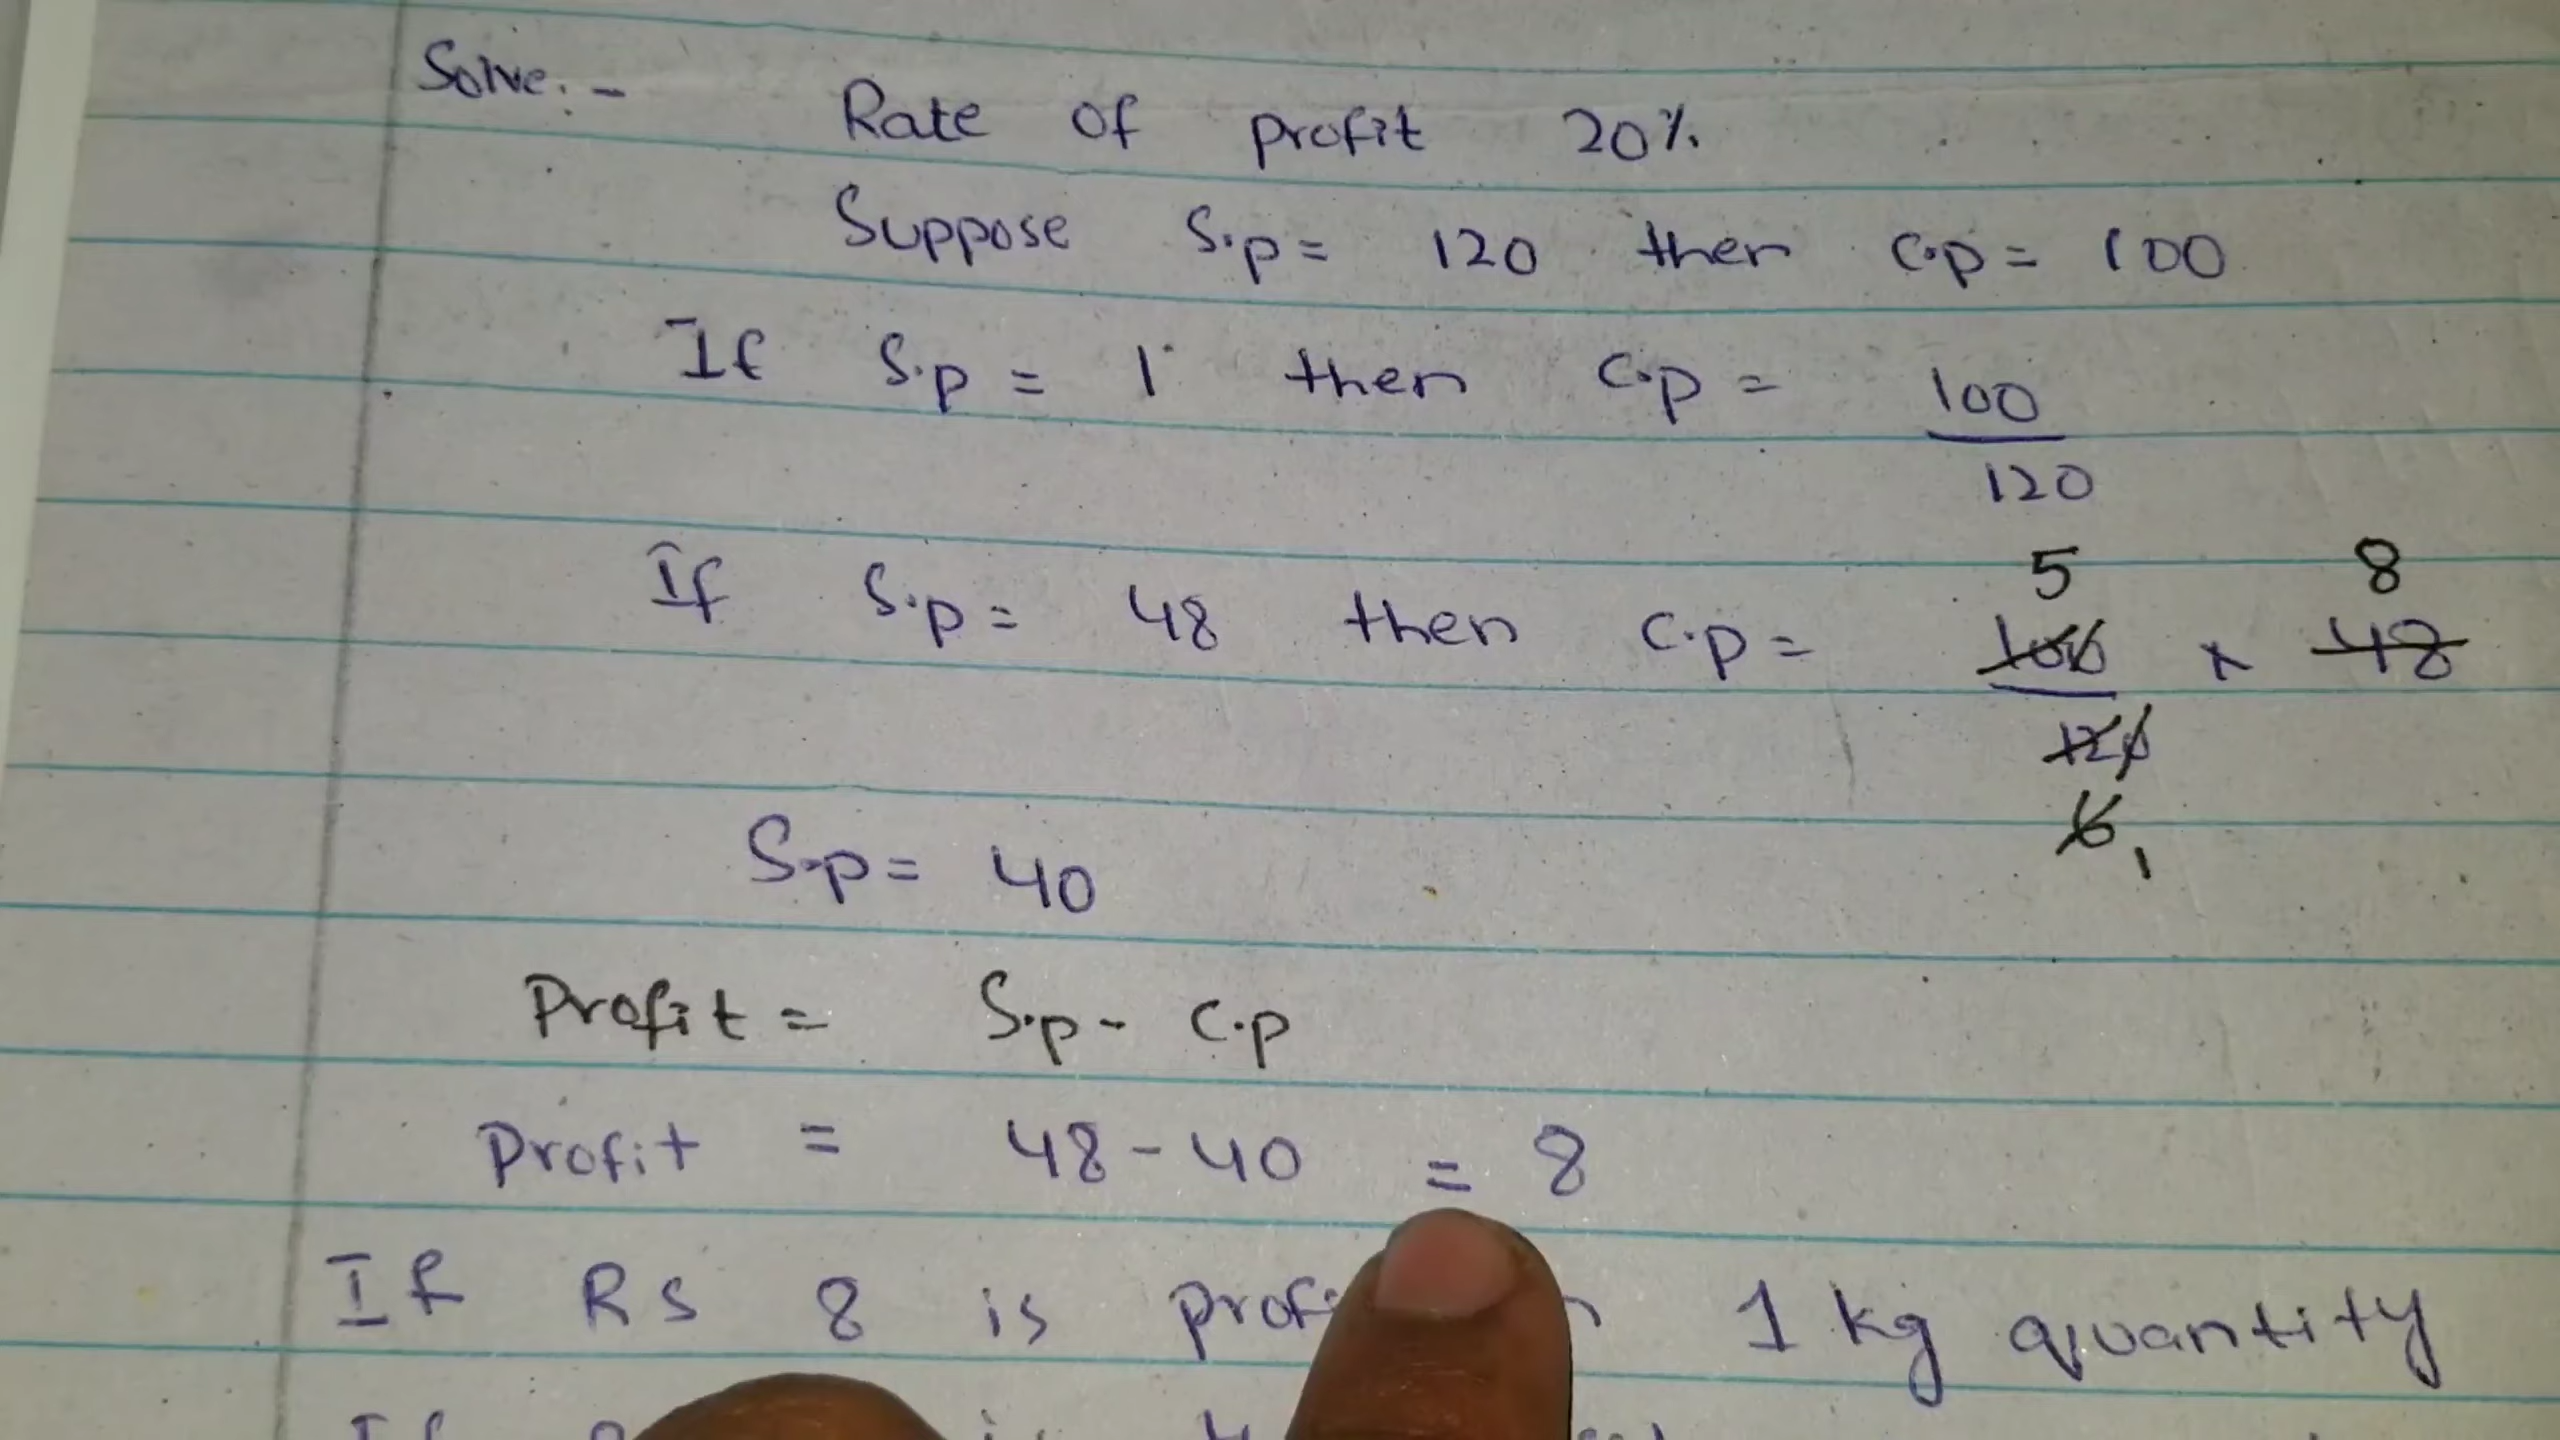 Solve:-
Rate of profit 20%
Suppose S.p= 120 then C.p= 100
If S.p = 1 then C.p = 100
120
5 8
If S.p= 48 then C.p= 100 × 48
120
6 1
S.p= 40
Profit = S.p - C.p
Profit = 48-40 = 8
If Rs 8 is 1 kg quantity